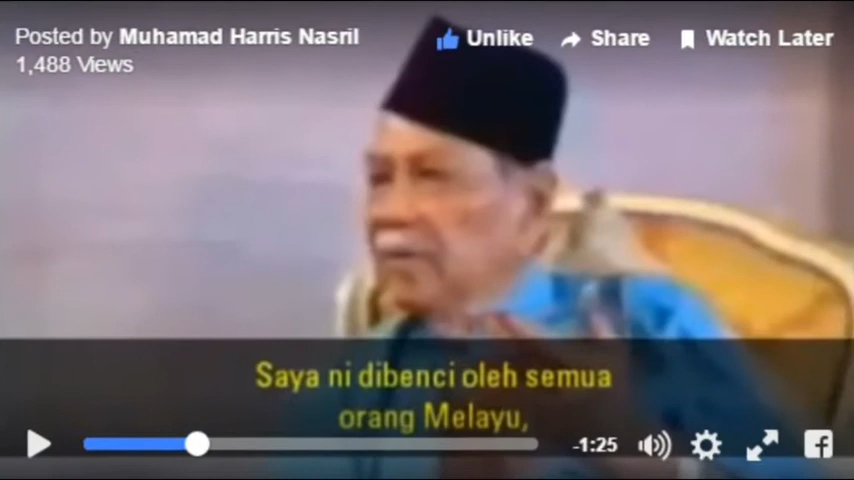 Posted by Muhamad Harris Nasril
Unlike Share Watch Later
1,488 Views
Saya ni dibenci oleh semua
orang Melayu,
-1:25